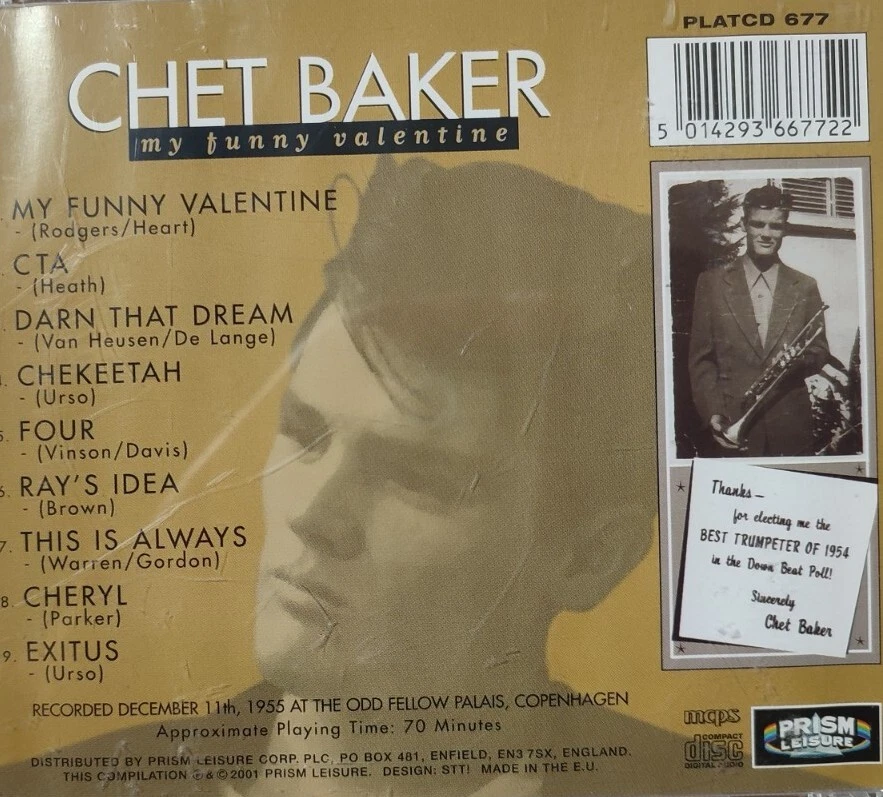 PLATCD 677
CHET BAKER
my funny valentine
5 014293 667722
MY FUNNY VALENTINE
- (Rodgers/Heart)
CTA
- (Heath)
DARN THAT DREAM
- (Van Heusen/De Lange)
CHEKEETAH
- (Urso)
5. FOUR
- (Vinson/Davis)
6. RAY'S IDEA
- (Brown)
7. THIS IS ALWAYS
- (Warren/Gordon)
8. CHERYL
- (Parker)
9. EXITUS
- (Urso)
Thanks—
for electing me the
BEST TRUMPETER OF 1954
in the Down Beat Poll!
Sincerely
Chet Baker
RECORDED DECEMBER 11th, 1955 AT THE ODD FELLOW PALAIS, COPENHAGEN
Approximate Playing Time: 70 Minutes
DISTRIBUTED BY PRISM LEISURE CORP. PLC, PO BOX 481, ENFIELD, EN3 7SX, ENGLAND.
THIS COMPILATION ℗ & © 2001 PRISM LEISURE. DESIGN: STT! MADE IN THE E.U.
mcps
COMPACT
disc
DIGITAL AUDIO
PRISM
LEISURE